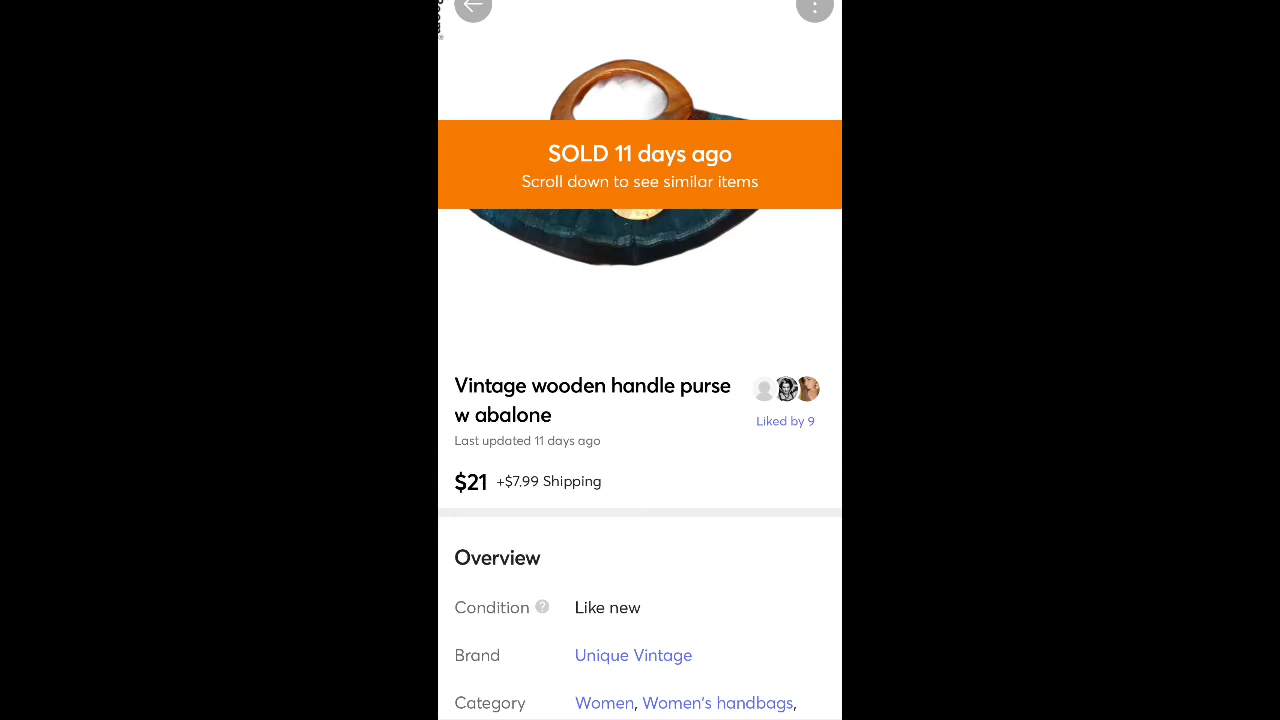 SOLD 11 days ago
Scroll down to see similar items
Vintage wooden handle purse
w abalone
Liked by 9
Last updated 11 days ago
$21 +$7.99 Shipping
Overview
Condition ? Like new
Brand Unique Vintage
Category Women, Women's handbags,